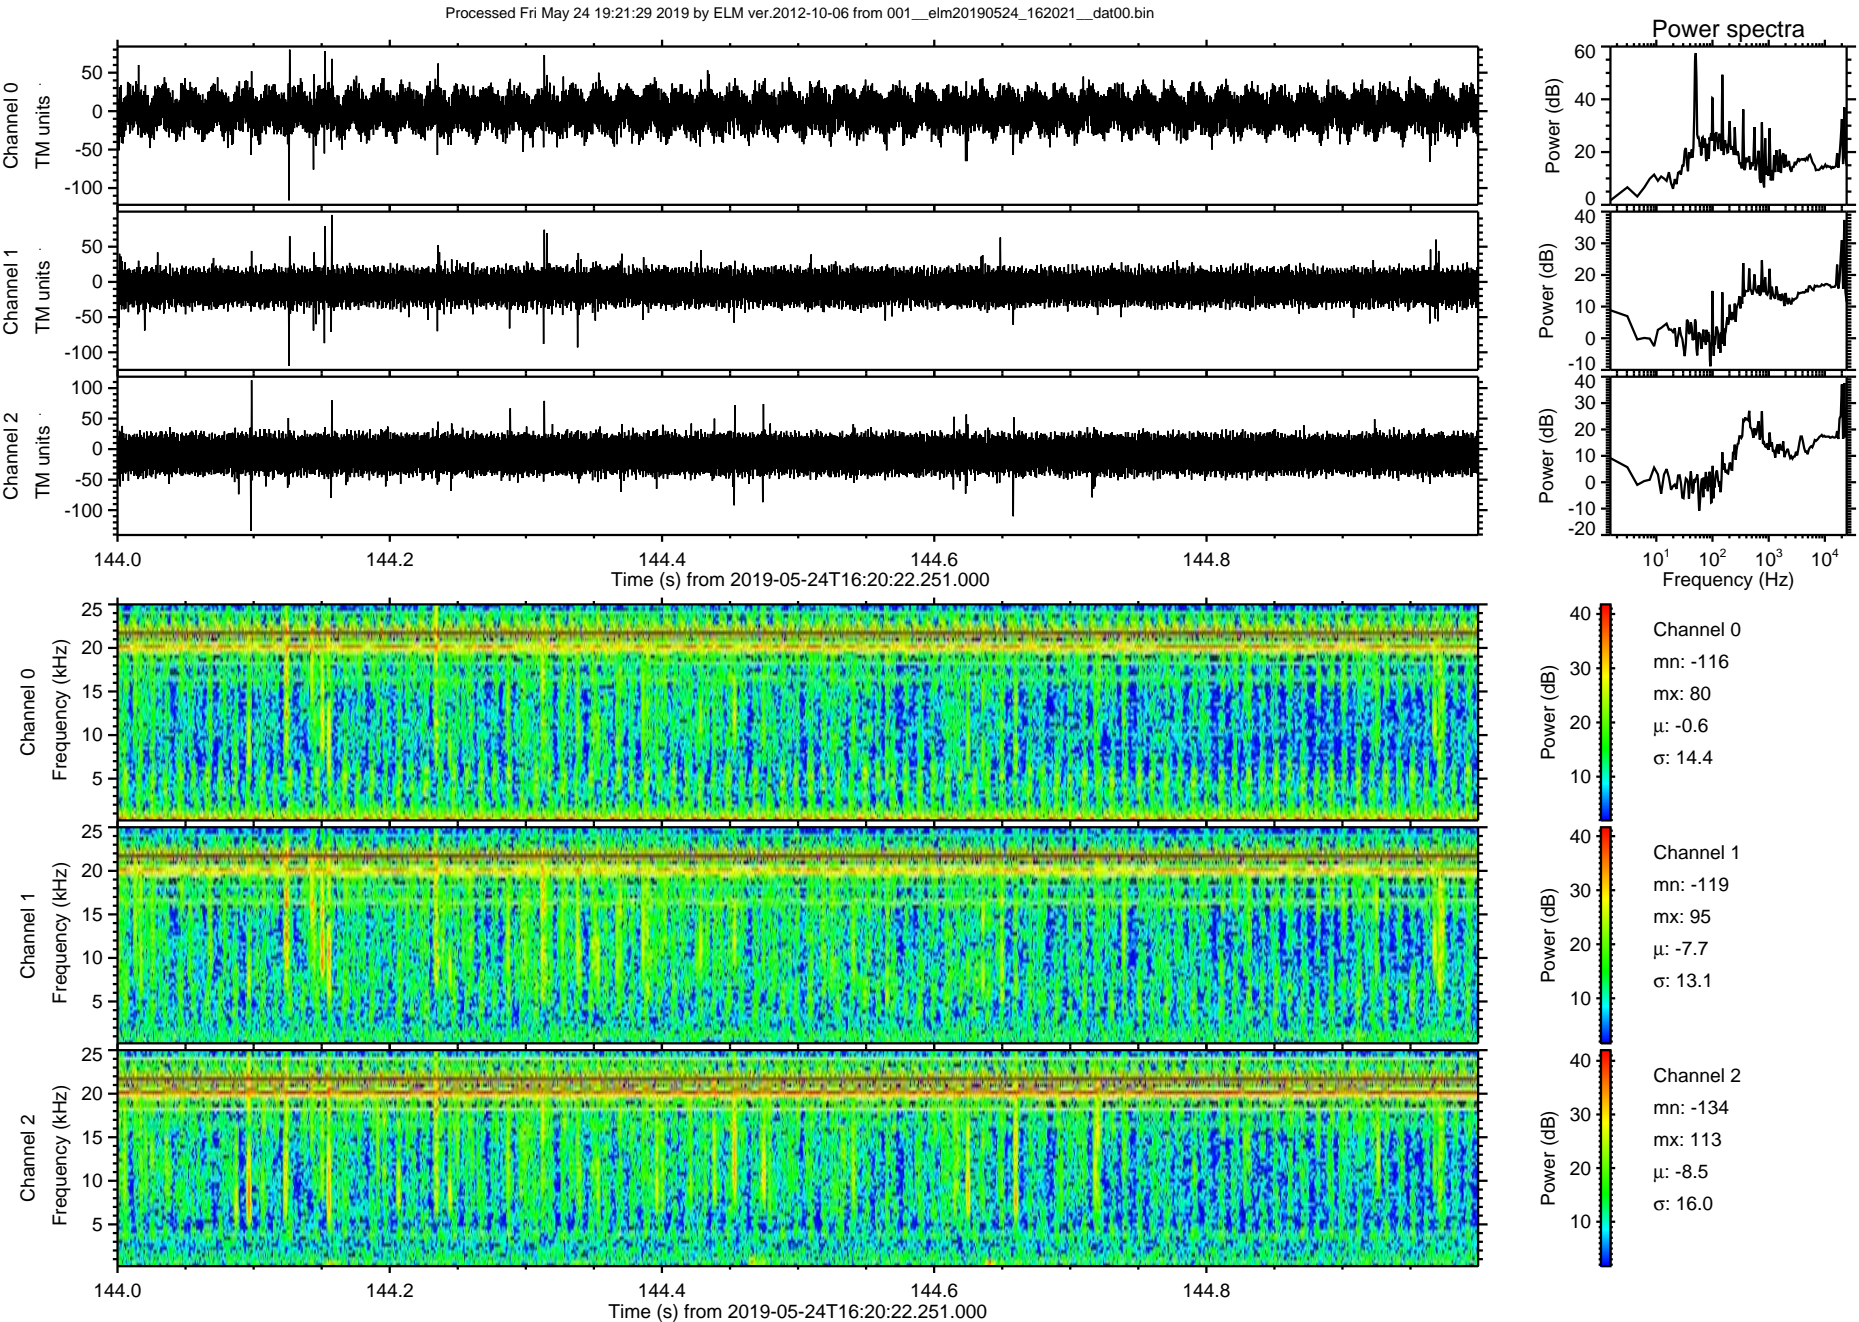 Processed Fri May 24 19:21:29 2019 by ELM ver.2012-10-06 from 001__elm20190524_162021__dat00.bin
Power spectra
Channel 0
TM units
50
0
-50
-100
Power (dB)
60
40
20
0
Channel 1
TM units
50
0
-50
-100
Power (dB)
40
30
20
10
0
-10
Channel 2
TM units
100
50
0
-50
-100
Power (dB)
40
30
20
10
0
-10
-20
144.0 144.2 144.4 144.6 144.8
Time (s) from 2019-05-24T16:20:22.251.000
10^1 10^2 10^3 10^4
Frequency (Hz)
Channel 0
Frequency (kHz)
25
20
15
10
5
Power (dB)
40
30
20
10
Channel 0
mn: -116
mx: 80
μ: -0.6
σ: 14.4
Channel 1
Frequency (kHz)
25
20
15
10
5
Power (dB)
40
30
20
10
Channel 1
mn: -119
mx: 95
μ: -7.7
σ: 13.1
Channel 2
Frequency (kHz)
25
20
15
10
5
Power (dB)
40
30
20
10
Channel 2
mn: -134
mx: 113
μ: -8.5
σ: 16.0
144.0 144.2 144.4 144.6 144.8
Time (s) from 2019-05-24T16:20:22.251.000